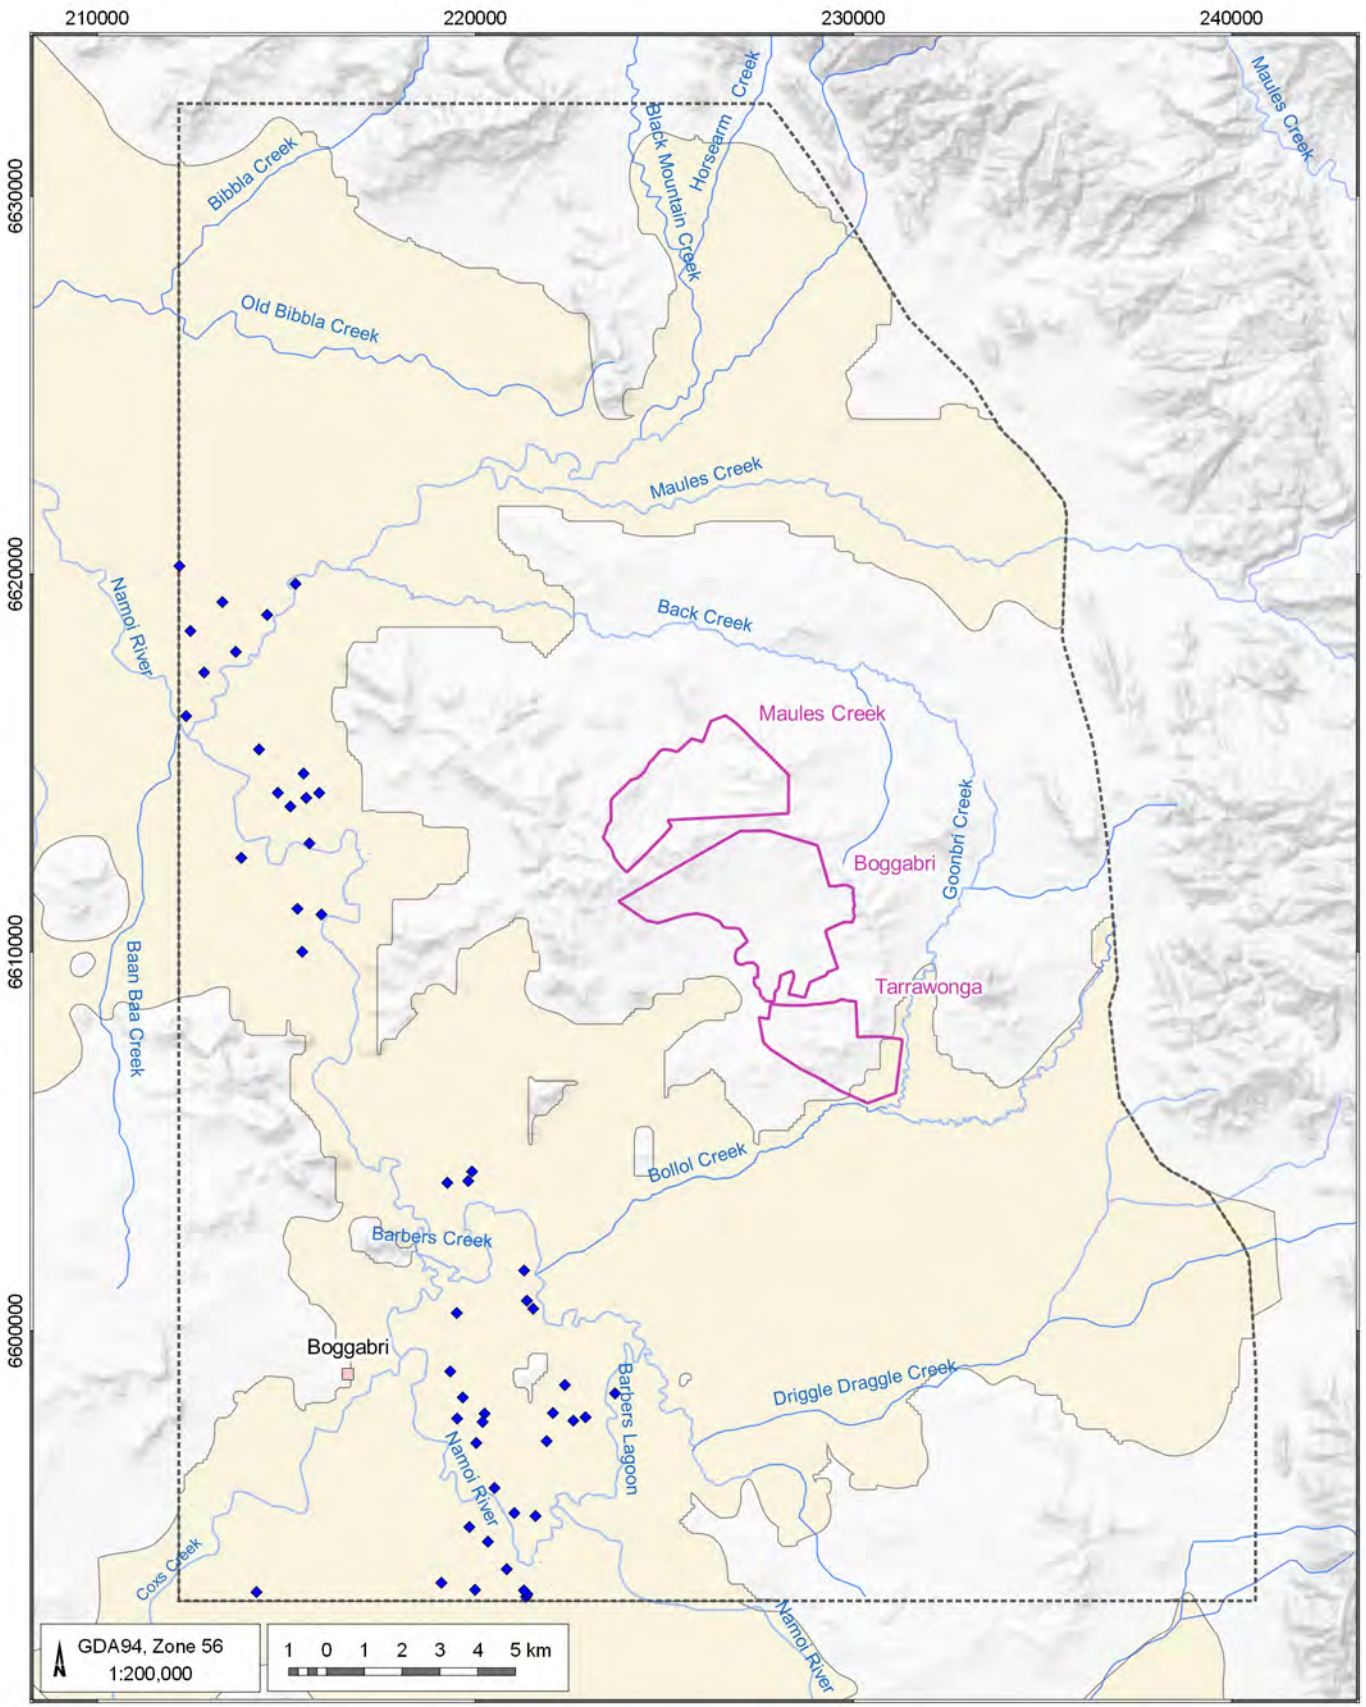 210000
220000
230000
240000
6630000
6620000
6610000
6600000
Maules Creek
Black Mountain Creek
Horsearm Creek
Bibbla Creek
Old Bibbla Creek
Maules Creek
Namoi River
Back Creek
Maules Creek
Goonbri Creek
Boggabri
Baan Baa Creek
Tarrawonga
Bollol Creek
Barbers Creek
Boggabri
Driggle Draggle Creek
Barbers Lagoon
Namoi River
Coxs Creek
Namoi River
N
GDA94, Zone 56
1:200,000
1 0 1 2 3 4 5 km